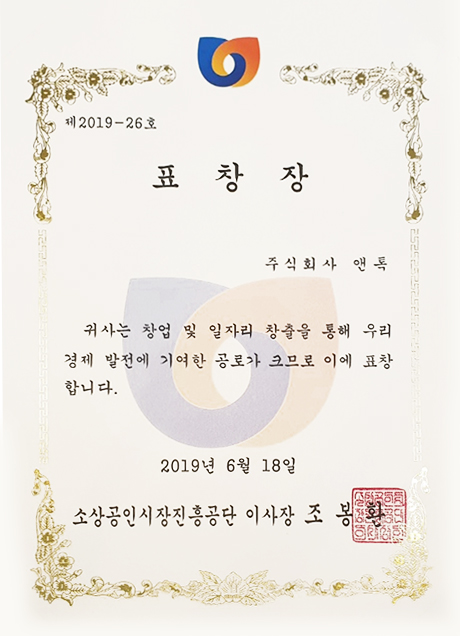 제2019-26호
표 창 장
주식회사 앤톡
귀사는 창업 및 일자리 창출을 통해 우리
경제 발전에 기여한 공로가 크므로 이에 표창
합니다.
2019년 6월 18일
소상공인시장진흥공단 이사장 조 봉 환